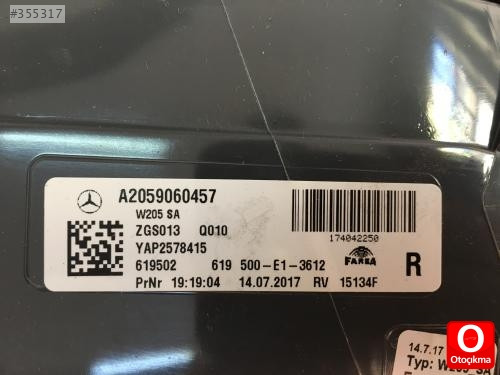 #355317
A2059060457
W205 SA
ZGS013 Q010
YAP2578415
619502 619 500-E1-3612
PrNr 19:19:04 14.07.2017 RV 15134F
174042250
FARBA
R
14.7.17
Typ: W205_SA
O
Otoçıkma